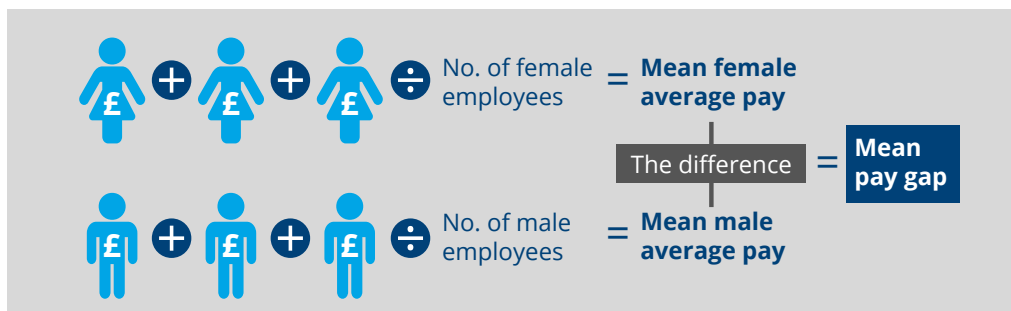 £ + £ + £ ÷ No. of female
employees
= Mean female
average pay
The difference
= Mean
pay gap
£ + £ + £ ÷ No. of male
employees
= Mean male
average pay